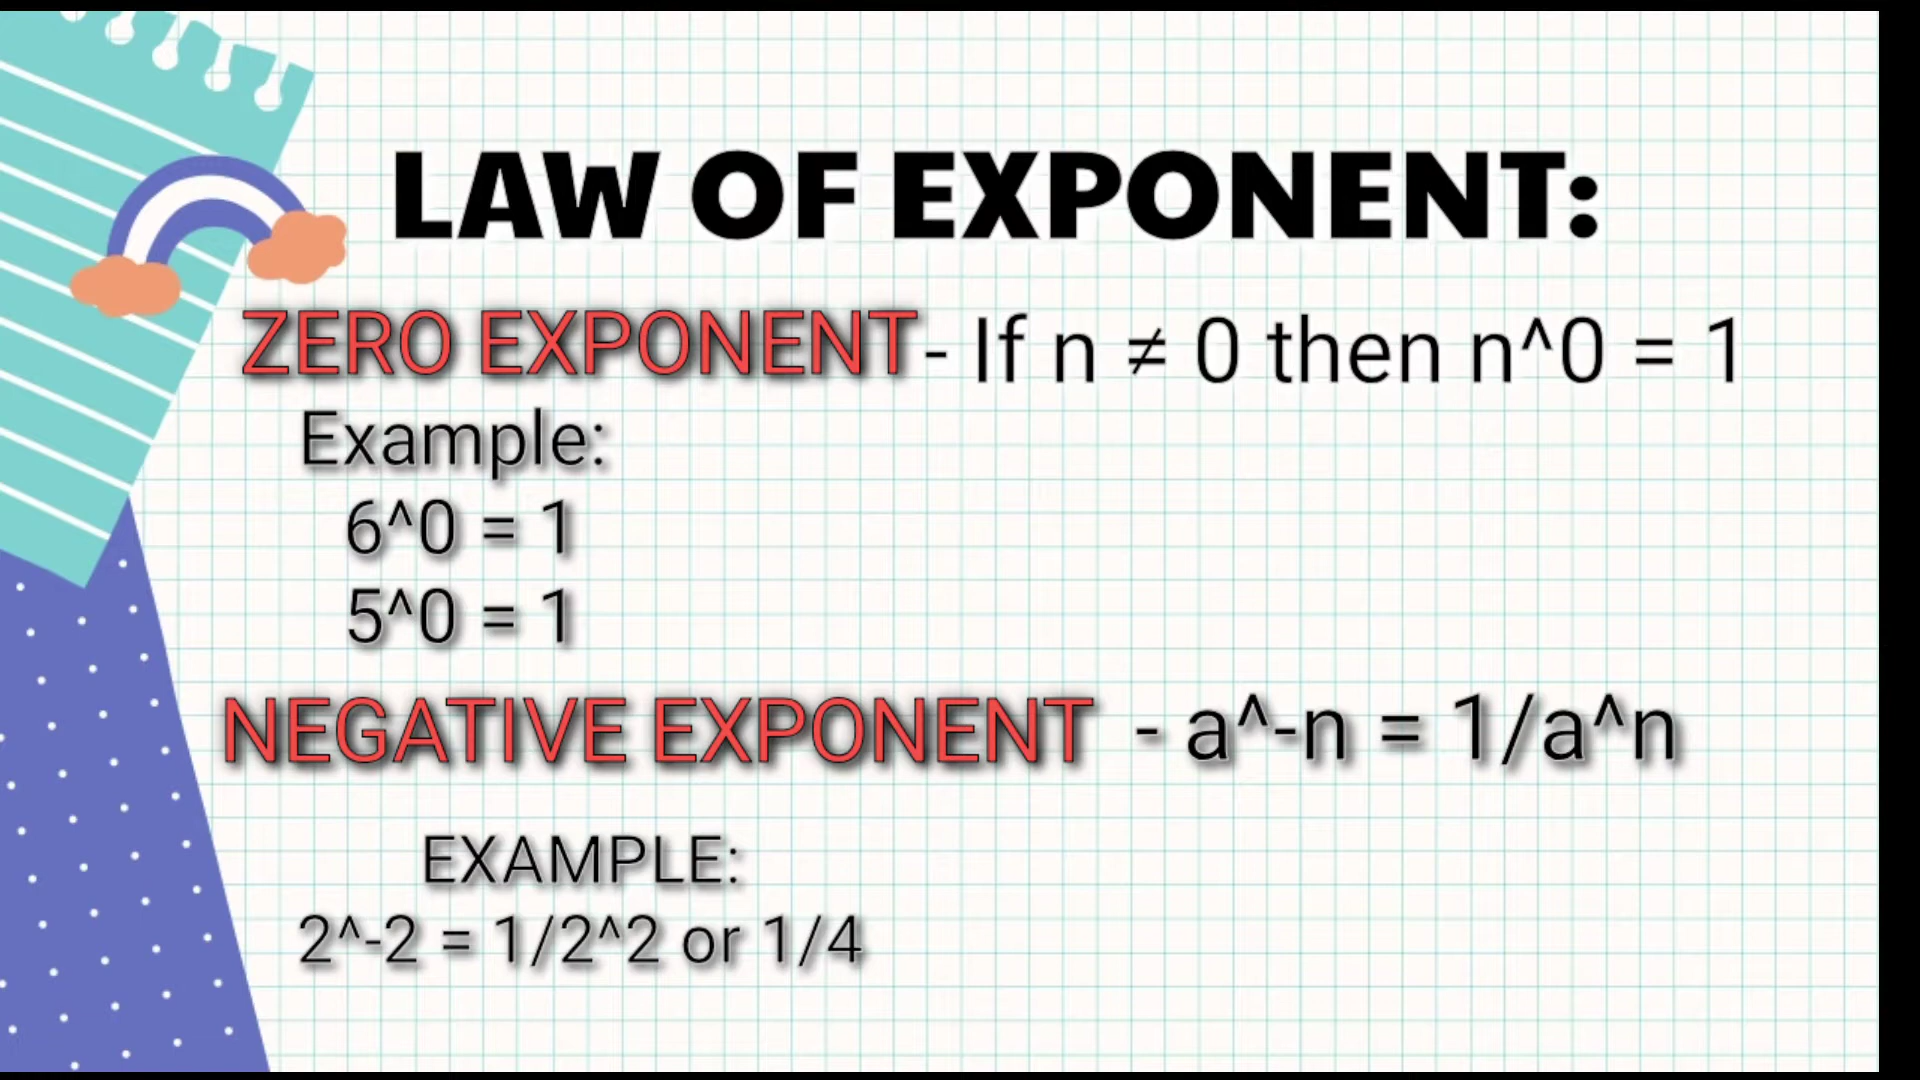 LAW OF EXPONENT:
ZERO EXPONENT - If n ≠ 0 then n^0 = 1
Example:
6^0 = 1
5^0 = 1
NEGATIVE EXPONENT - a^-n = 1/a^n
EXAMPLE:
2^-2 = 1/2^2 or 1/4